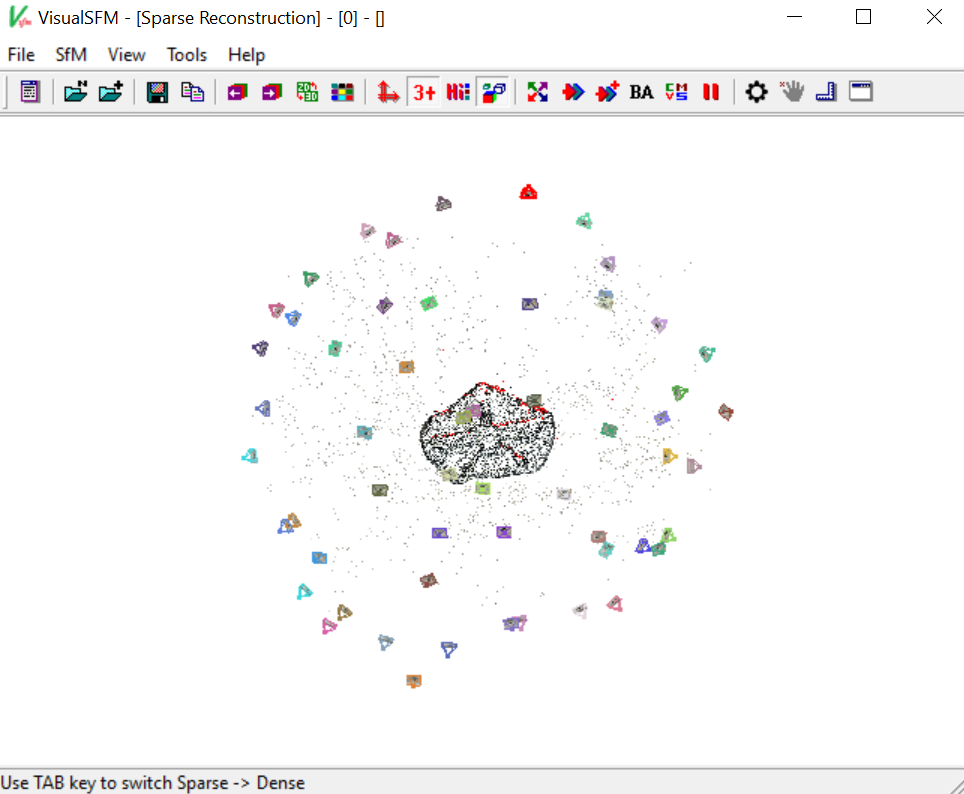 VisualSFM - [Sparse Reconstruction] - [0] - []
File SfM View Tools Help
3+ BA
Use TAB key to switch Sparse -> Dense